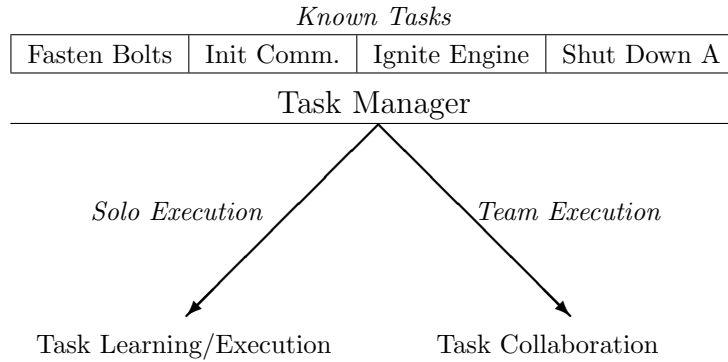 Known Tasks
Fasten Bolts Init Comm. Ignite Engine Shut Down A
Task Manager
Solo Execution Team Execution
Task Learning/Execution Task Collaboration